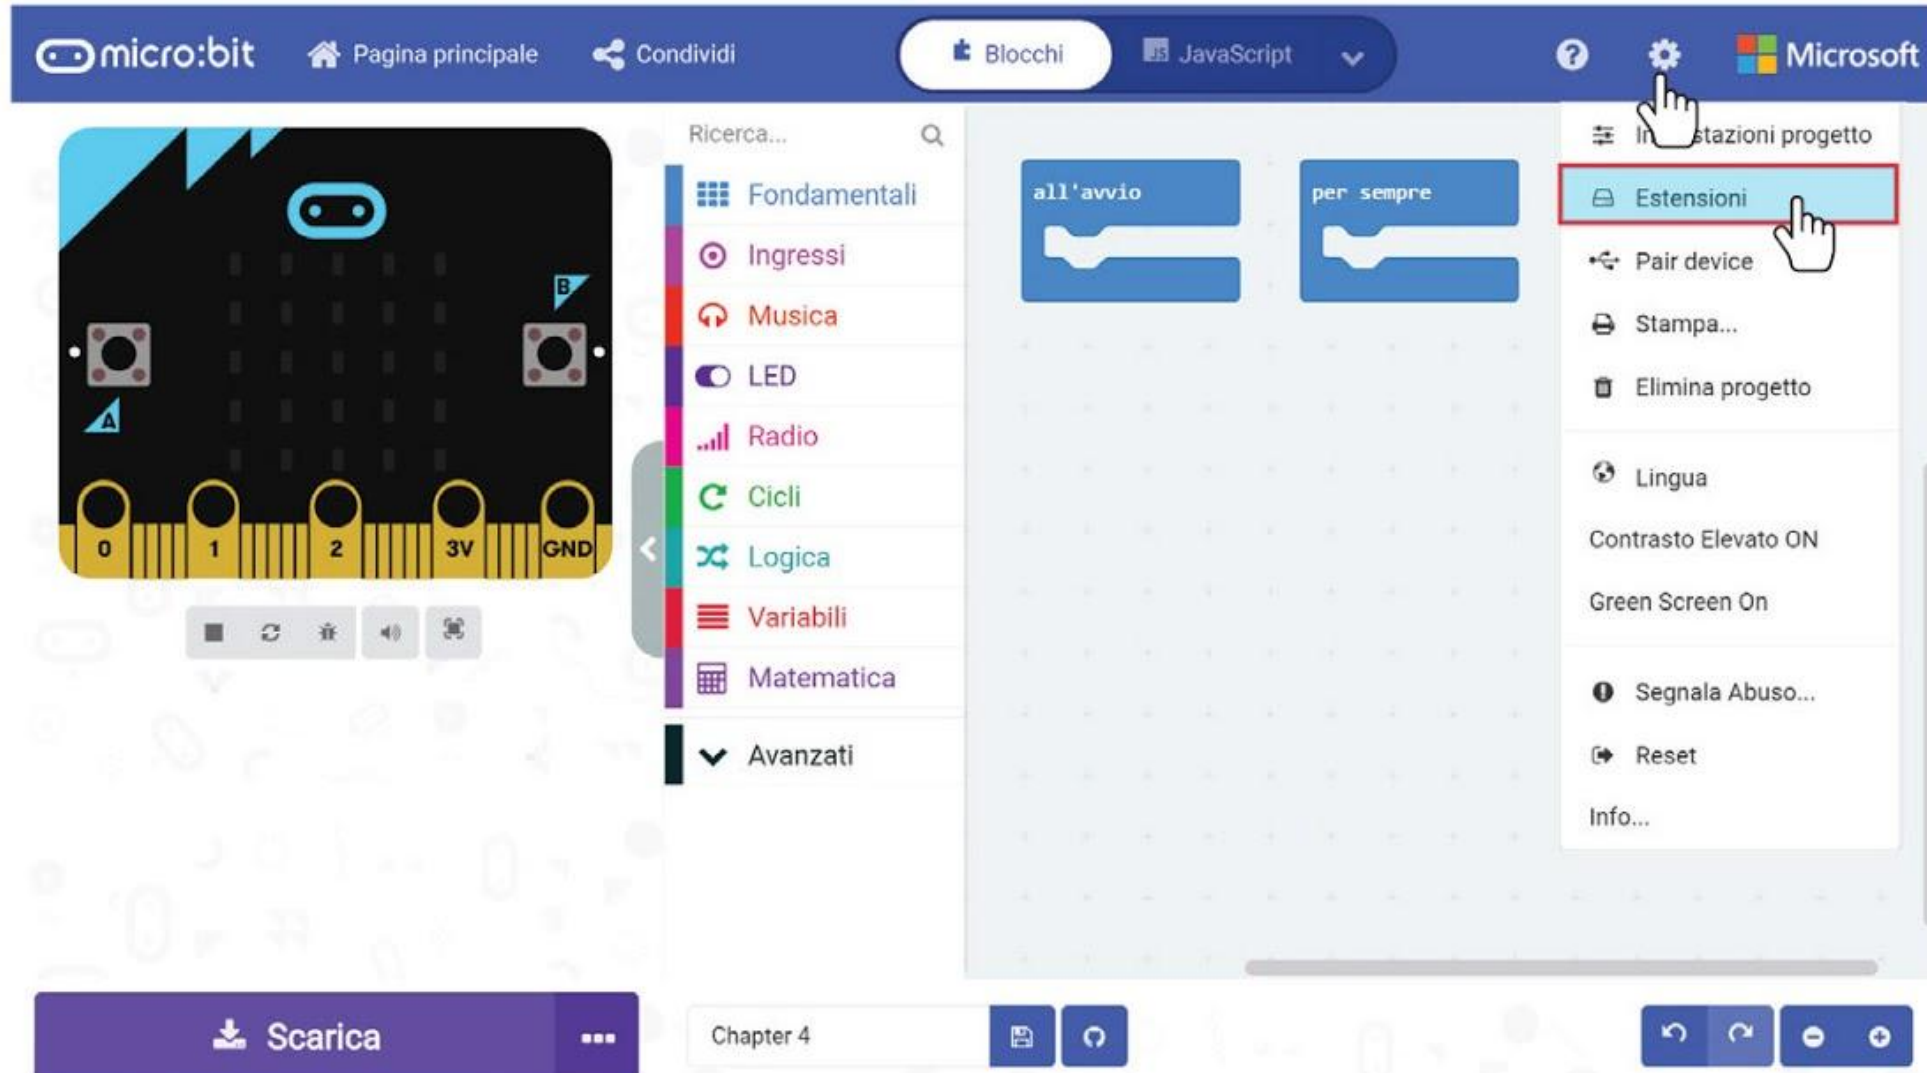 micro:bit
Pagina principale
Condividi
Blocchi
JS JavaScript
?
Microsoft
B
A
0 1 2 3V GND
Ricerca...
Fondamentali
Ingressi
Musica
LED
Radio
Cicli
Logica
Variabili
Matematica
Avanzati
all'avvio
per sempre
progetto
Estensioni
Pair device
Stampa...
Elimina progetto
Lingua
Contrasto Elevato ON
Green Screen On
Segnala Abuso...
Reset
Info...
Scarica
Chapter 4